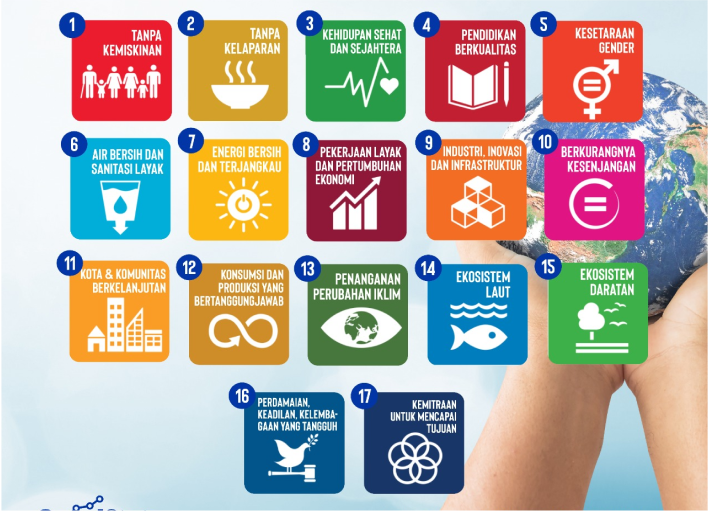 1
TANPA
KEMISKINAN
2
TANPA
KELAPARAN
3
KEHIDUPAN SEHAT
DAN SEJAHTERA
4
PENDIDIKAN
BERKUALITAS
5
KESETARAAN
GENDER
6
AIR BERSIH DAN
SANITASI LAYAK
7
ENERGI BERSIH
DAN TERJANGKAU
8
PEKERJAAN LAYAK
DAN PERTUMBUHAN
EKONOMI
9
INDUSTRI, INOVASI
DAN INFRASTRUKTUR
10
BERKURANGNYA
KESENJANGAN
11
KOTA & KOMUNITAS
BERKELANJUTAN
12
KONSUMSI DAN
PRODUKSI YANG
BERTANGGUNGJAWAB
13
PENANGANAN
PERUBAHAN IKLIM
14
EKOSISTEM
LAUT
15
EKOSISTEM
DARATAN
16
PERDAMAIAN,
KEADILAN, KELEMBA-
GAAN YANG TANGGUH
17
KEMITRAAN
UNTUK MENCAPAI
TUJUAN